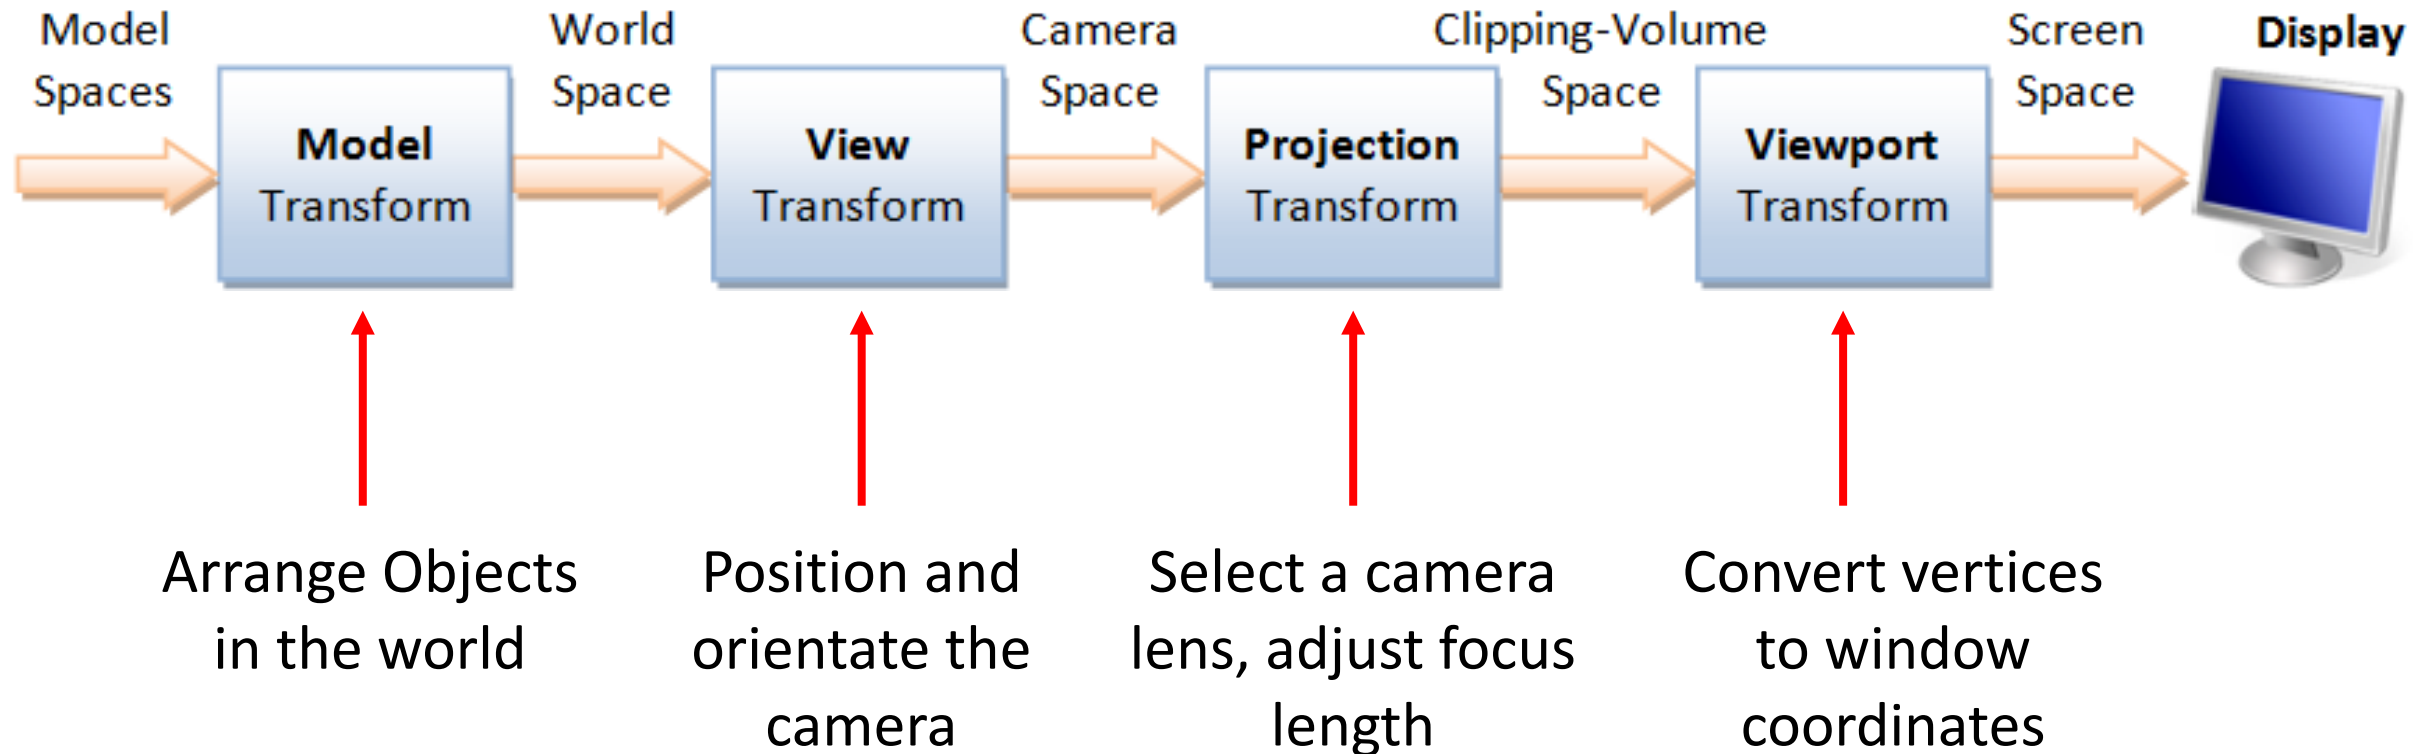 Model
Spaces
World
Space
Camera
Space
Clipping-Volume
Space
Screen
Space
Display
Model
Transform
View
Transform
Projection
Transform
Viewport
Transform
Arrange Objects
in the world
Position and
orientate the
camera
Select a camera
lens, adjust focus
length
Convert vertices
to window
coordinates